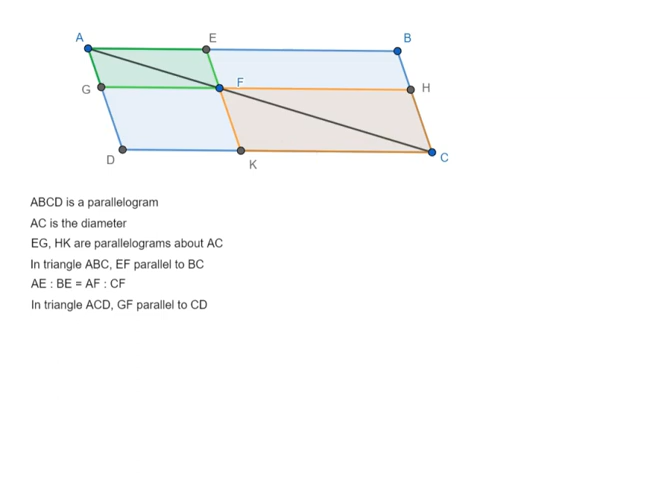 A
E
B
G
F
H
D
K
C
ABCD is a parallelogram
AC is the diameter
EG, HK are parallelograms about AC
In triangle ABC, EF parallel to BC
AE : BE = AF : CF
In triangle ACD, GF parallel to CD